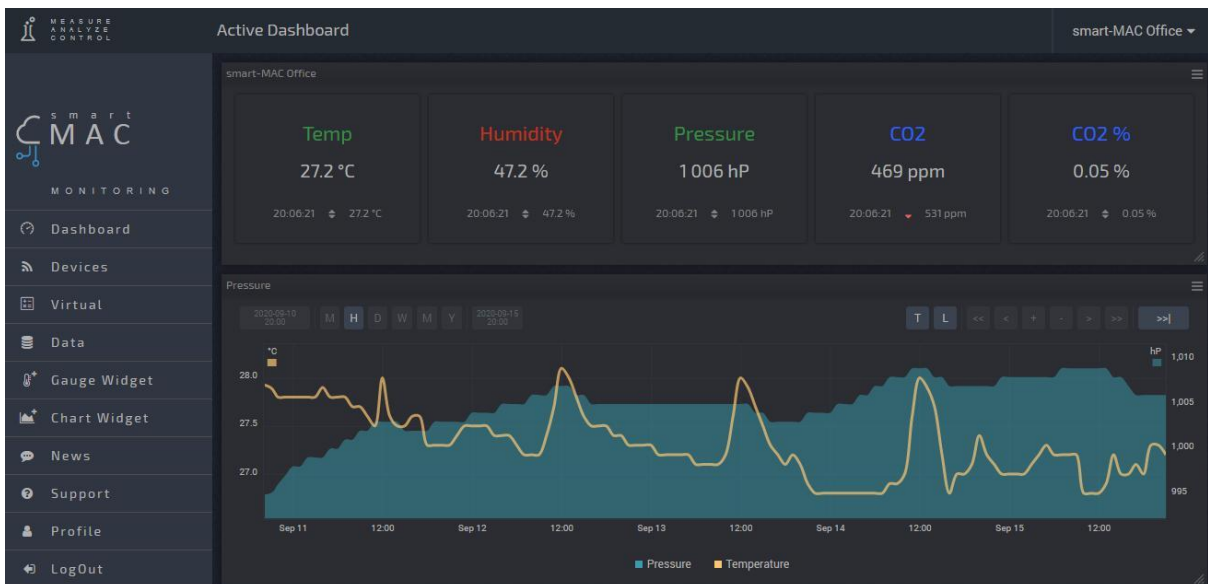 MEASURE
ANALYZE
CONTROL
Active Dashboard
smart-MAC Office
smart
MAC
MONITORING
Dashboard
Devices
Virtual
Data
Gauge Widget
Chart Widget
News
Support
Profile
LogOut
smart-MAC Office
Temp
27.2 °C
20:06:21 27.2 °C
Humidity
47.2 %
20:06:21 47.2 %
Pressure
1 006 hP
20:06:21 1 006 hP
CO2
469 ppm
20:06:21 531 ppm
CO2 %
0.05 %
20:06:21 0.05 %
Pressure
2020-09-10
20:00
M H D W M Y
2020-09-15
20:00
T L << < + - > >> >>|
°C
hP
28.0
27.5
27.0
1,010
1,005
1,000
995
Sep 11 12:00 Sep 12 12:00 Sep 13 12:00 Sep 14 12:00 Sep 15 12:00
Pressure Temperature